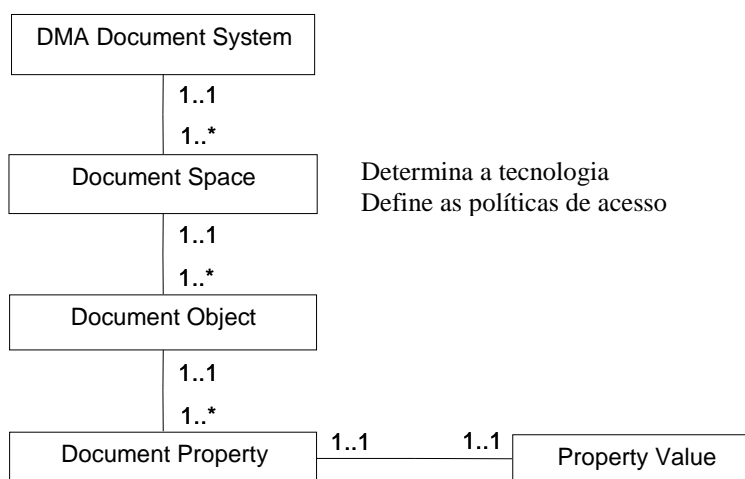 DMA Document System
1..1
1..*
Document Space
Determina a tecnologia
Define as políticas de acesso
1..1
1..*
Document Object
1..1
1..*
Document Property
1..1
1..1
Property Value